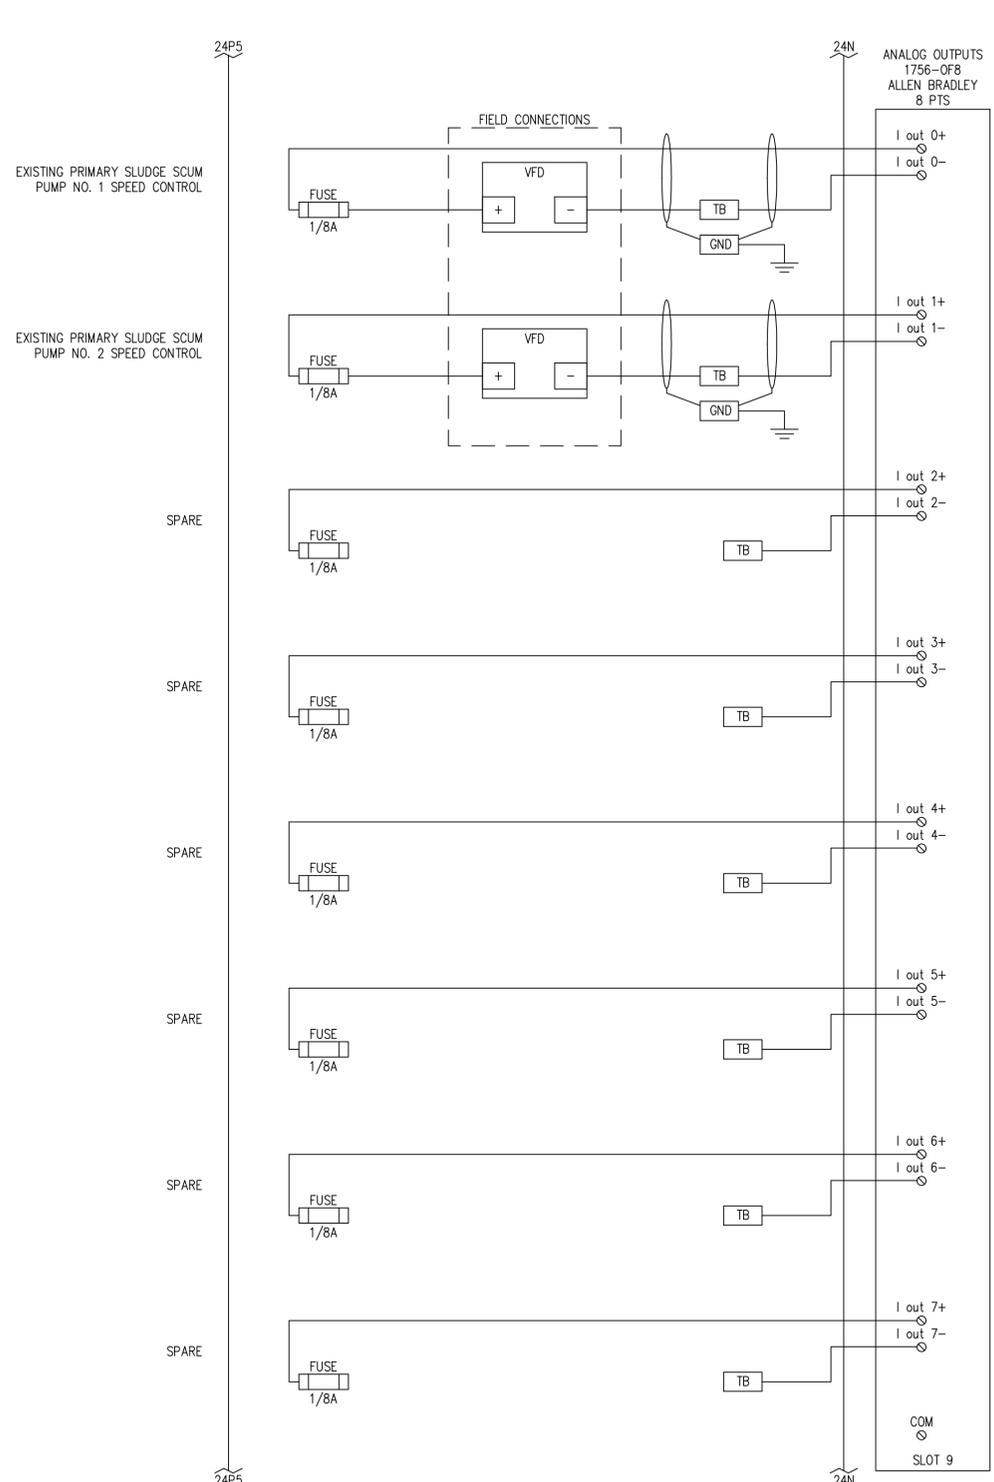 24P5
24N
ANALOG OUTPUTS
1756-OF8
ALLEN BRADLEY
8 PTS
FIELD CONNECTIONS
I out 0+
I out 0-
EXISTING PRIMARY SLUDGE SCUM
PUMP NO. 1 SPEED CONTROL
VFD
FUSE
+
-
TB
1/8A
GND
I out 1+
I out 1-
EXISTING PRIMARY SLUDGE SCUM
PUMP NO. 2 SPEED CONTROL
VFD
FUSE
+
-
TB
1/8A
GND
I out 2+
I out 2-
SPARE
FUSE
TB
1/8A
I out 3+
I out 3-
SPARE
FUSE
TB
1/8A
I out 4+
I out 4-
SPARE
FUSE
TB
1/8A
I out 5+
I out 5-
SPARE
FUSE
TB
1/8A
I out 6+
I out 6-
SPARE
FUSE
TB
1/8A
I out 7+
I out 7-
SPARE
FUSE
TB
1/8A
COM
SLOT 9
24P5
24N